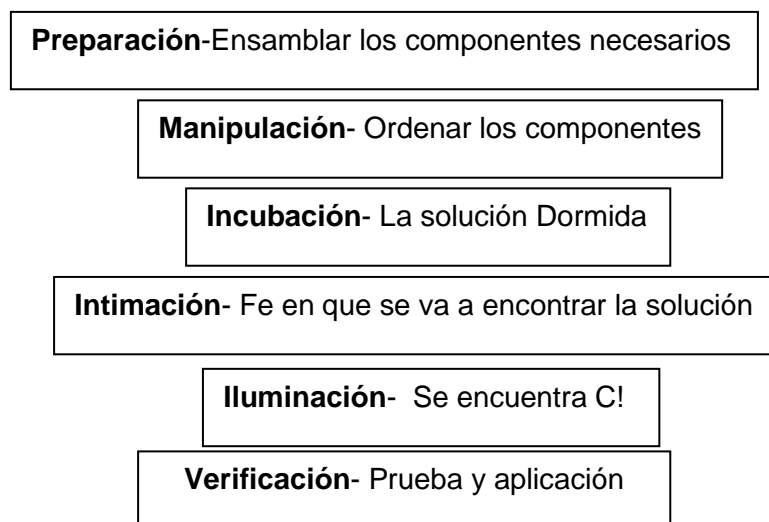 Preparación-Ensamblar los componentes necesarios
Manipulación- Ordenar los componentes
Incubación- La solución Dormida
Intimación- Fe en que se va a encontrar la solución
Iluminación-  Se encuentra C!
Verificación- Prueba y aplicación